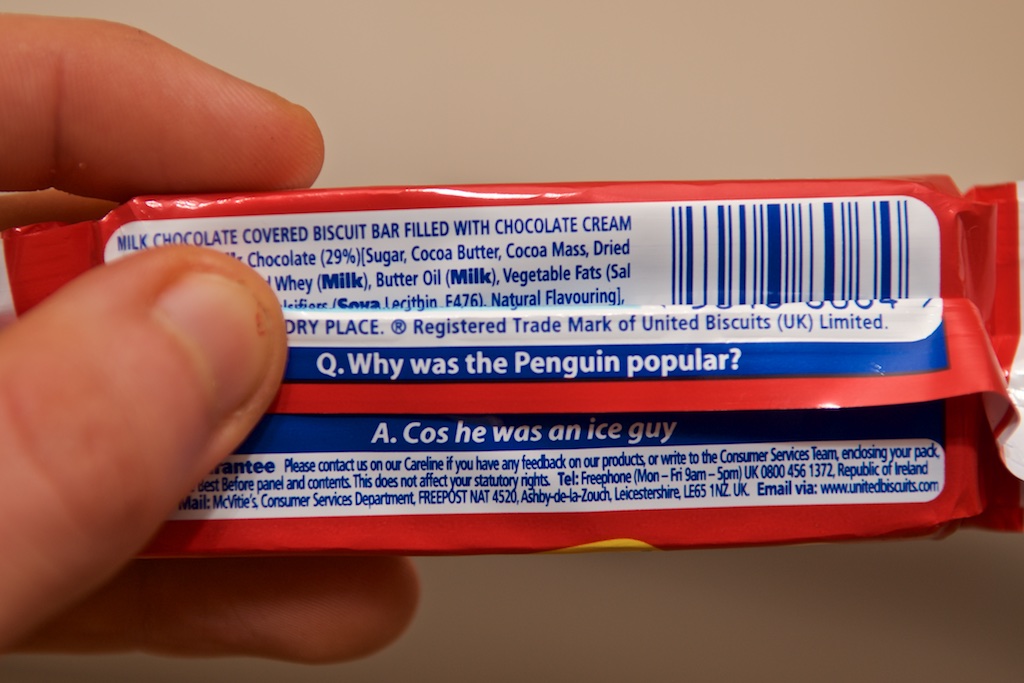 MILK CHOCOLATE COVERED BISCUIT BAR FILLED WITH CHOCOLATE CREAM
Chocolate (29%)[Sugar, Cocoa Butter, Cocoa Mass, Dried
Whey (Milk), Butter Oil (Milk), Vegetable Fats (Sal
(Soya Lecithin, E476), Natural Flavouring],
DRY PLACE. ® Registered Trade Mark of United Biscuits (UK) Limited.
Q. Why was the Penguin popular?
A. Cos he was an ice guy
Please contact us on our Careline if you have any feedback on our products, or write to the Consumer Services Team, enclosing your pack,
Best Before panel and contents. This does not affect your statutory rights. Tel: Freephone (Mon – Fri 9am – 5pm) UK 0800 456 1372, Republic of Ireland
Mail: McVitie's, Consumer Services Department, FREEPOST NAT 4520, Ashby-de-la-Zouch, Leicestershire, LE65 1NZ. UK. Email via: www.unitedbiscuits.com